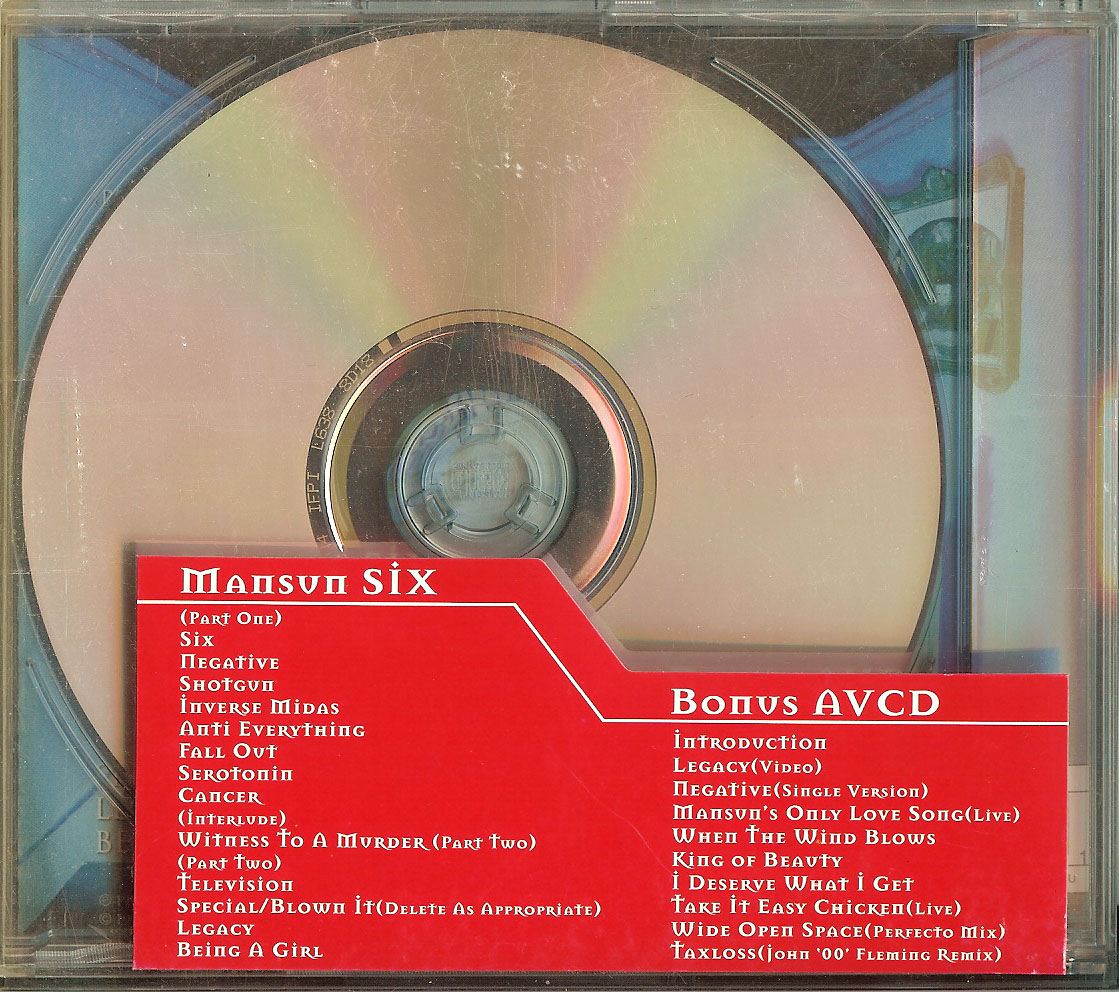 IFPI L638 8D18
Mansun Six
(Part One)
Six
Negative
Shotgun
Inverse Midas
Anti Everything
Fall Out
Serotonin
Cancer
(Interlude)
Witness To A Murder (Part Two)
(Part Two)
Television
Special/Blown It(Delete As Appropriate)
Legacy
Being A Girl
Bonus AVCD
Introduction
Legacy(Video)
Negative(Single Version)
Mansun's Only Love Song(Live)
When The Wind Blows
King of Beauty
I Deserve What I Get
Take It Easy Chicken(Live)
Wide Open Space(Perfecto Mix)
Taxloss(John '00' Fleming Remix)